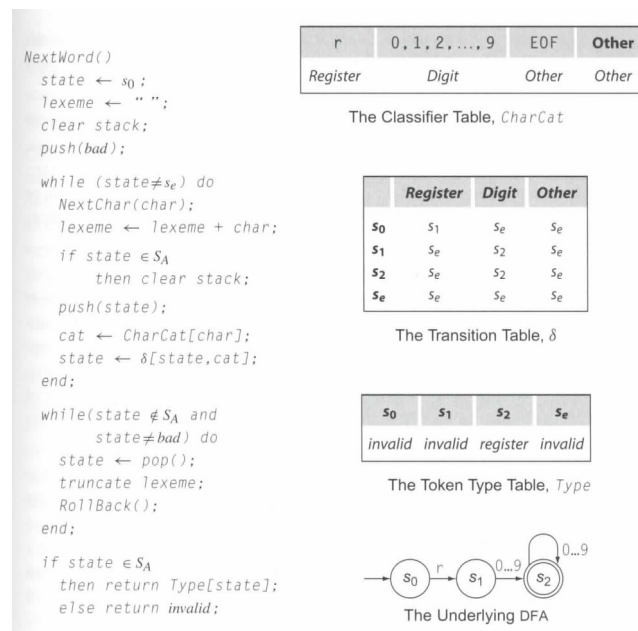 NextWord()
state ← s0 ;
lexeme ← “ ”;
clear stack;
push(bad);
while (state≠se) do
NextChar(char);
lexeme ← lexeme + char;
if state ∈ SA
then clear stack;
push(state);
cat ← CharCat[char];
state ← δ[state,cat];
end;
while(state ∉ SA and
state≠bad) do
state ← pop();
truncate lexeme;
RollBack();
end;
if state ∈ SA
then return Type[state];
else return invalid;
r 0, 1, 2, ..., 9 EOF Other
Register Digit Other Other
The Classifier Table, CharCat
Register Digit Other
s0 s1 se se
s1 se s2 se
s2 se s2 se
se se se se
The Transition Table, δ
s0 s1 s2 se
invalid invalid register invalid
The Token Type Table, Type
0…9
s0 r s1 0…9 s2
The Underlying DFA